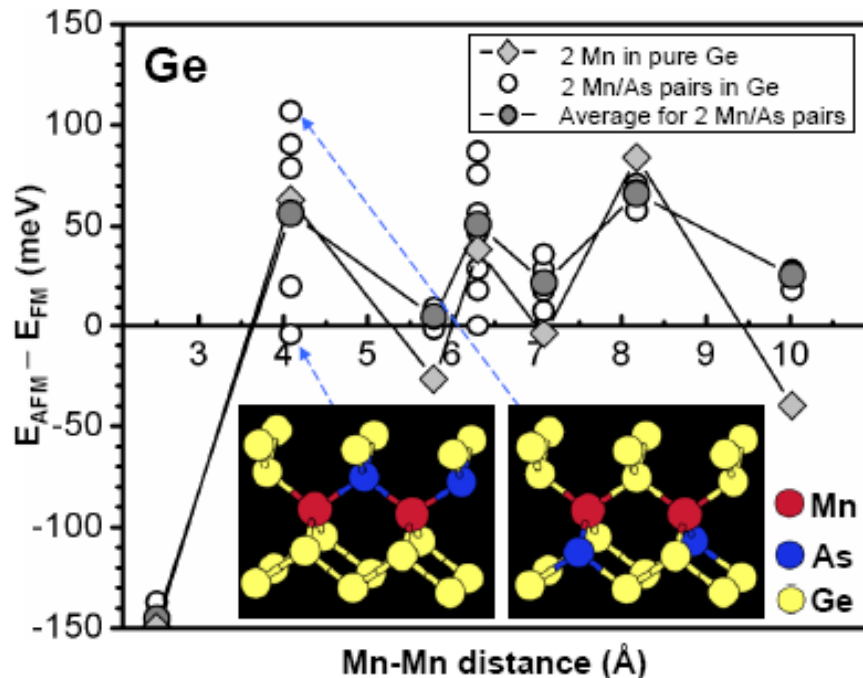 Ge
2 Mn in pure Ge
2 Mn/As pairs in Ge
Average for 2 Mn/As pairs
150
100
50
0
-50
-100
-150
E_AFM − E_FM (meV)
3 4 5 6 7 8 9 10
Mn
As
Ge
Mn-Mn distance (Å)